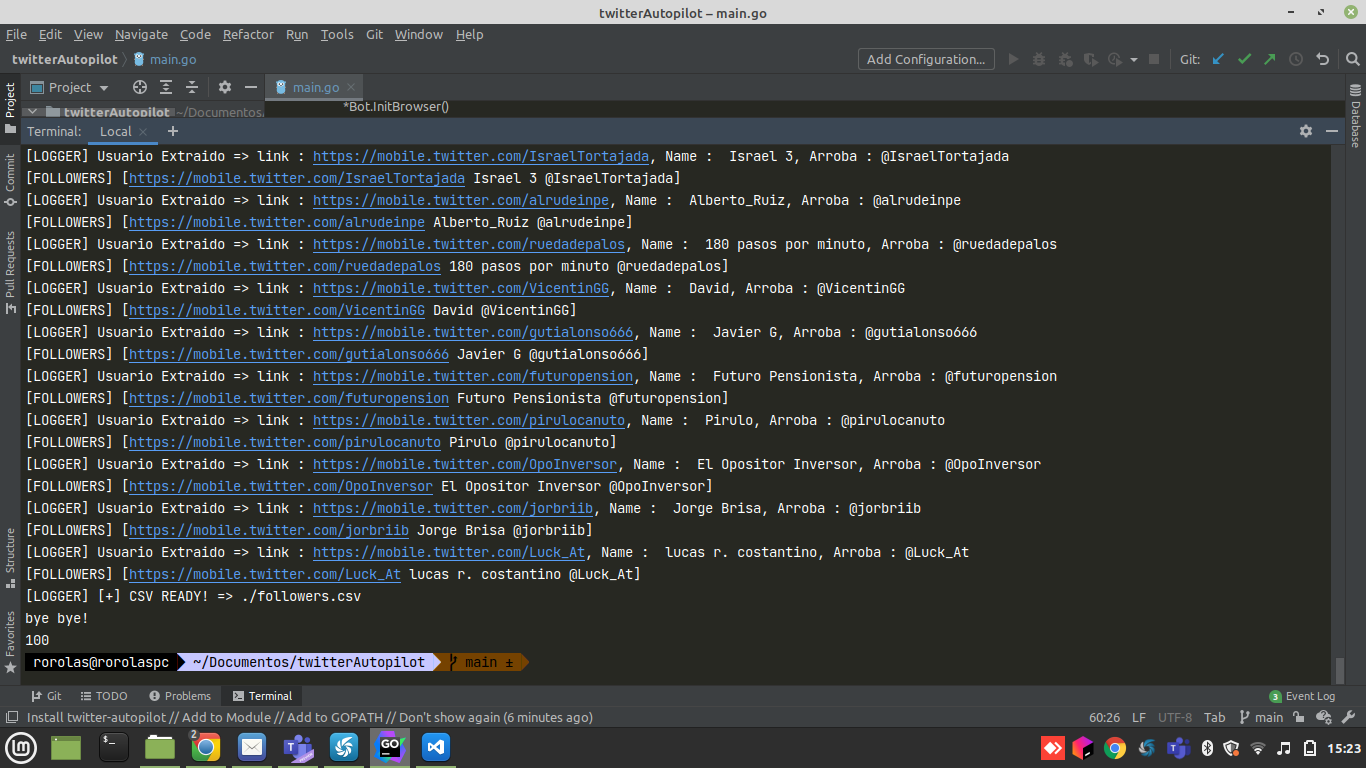 twitterAutopilot – main.go
File Edit View Navigate Code Refactor Run Tools Git Window Help
twitterAutopilot main.go Add Configuration... Git:
Project main.go
twitterAutopilot ~/Documentos/ *Bot.InitBrowser()
Terminal: Local × +
[LOGGER] Usuario Extraido => link : https://mobile.twitter.com/IsraelTortajada, Name :  Israel 3, Arroba : @IsraelTortajada
[FOLLOWERS] [https://mobile.twitter.com/IsraelTortajada Israel 3 @IsraelTortajada]
[LOGGER] Usuario Extraido => link : https://mobile.twitter.com/alrudeinpe, Name :  Alberto_Ruiz, Arroba : @alrudeinpe
[FOLLOWERS] [https://mobile.twitter.com/alrudeinpe Alberto_Ruiz @alrudeinpe]
[LOGGER] Usuario Extraido => link : https://mobile.twitter.com/ruedadepalos, Name :  180 pasos por minuto, Arroba : @ruedadepalos
[FOLLOWERS] [https://mobile.twitter.com/ruedadepalos 180 pasos por minuto @ruedadepalos]
[LOGGER] Usuario Extraido => link : https://mobile.twitter.com/VicentinGG, Name :  David, Arroba : @VicentinGG
[FOLLOWERS] [https://mobile.twitter.com/VicentinGG David @VicentinGG]
[LOGGER] Usuario Extraido => link : https://mobile.twitter.com/gutialonso666, Name :  Javier G, Arroba : @gutialonso666
[FOLLOWERS] [https://mobile.twitter.com/gutialonso666 Javier G @gutialonso666]
[LOGGER] Usuario Extraido => link : https://mobile.twitter.com/futuropension, Name :  Futuro Pensionista, Arroba : @futuropension
[FOLLOWERS] [https://mobile.twitter.com/futuropension Futuro Pensionista @futuropension]
[LOGGER] Usuario Extraido => link : https://mobile.twitter.com/pirulocanuto, Name :  Pirulo, Arroba : @pirulocanuto
[FOLLOWERS] [https://mobile.twitter.com/pirulocanuto Pirulo @pirulocanuto]
[LOGGER] Usuario Extraido => link : https://mobile.twitter.com/OpoInversor, Name :  El Opositor Inversor, Arroba : @OpoInversor
[FOLLOWERS] [https://mobile.twitter.com/OpoInversor El Opositor Inversor @OpoInversor]
[LOGGER] Usuario Extraido => link : https://mobile.twitter.com/jorbriib, Name :  Jorge Brisa, Arroba : @jorbriib
[FOLLOWERS] [https://mobile.twitter.com/jorbriib Jorge Brisa @jorbriib]
[LOGGER] Usuario Extraido => link : https://mobile.twitter.com/Luck_At, Name :  lucas r. costantino, Arroba : @Luck_At
[FOLLOWERS] [https://mobile.twitter.com/Luck_At lucas r. costantino @Luck_At]
[LOGGER] [+] CSV READY! => ./followers.csv
bye bye!
100
rorolas@rorolaspc ~/Documentos/twitterAutopilot main ±
Project
Commit
Pull Requests
Structure
Favorites
Database
Git TODO Problems Terminal 3 Event Log
Install twitter-autopilot // Add to Module // Add to GOPATH // Don't show again (6 minutes ago) 60:26 LF UTF-8 Tab main
$_ 2 GO 15:23